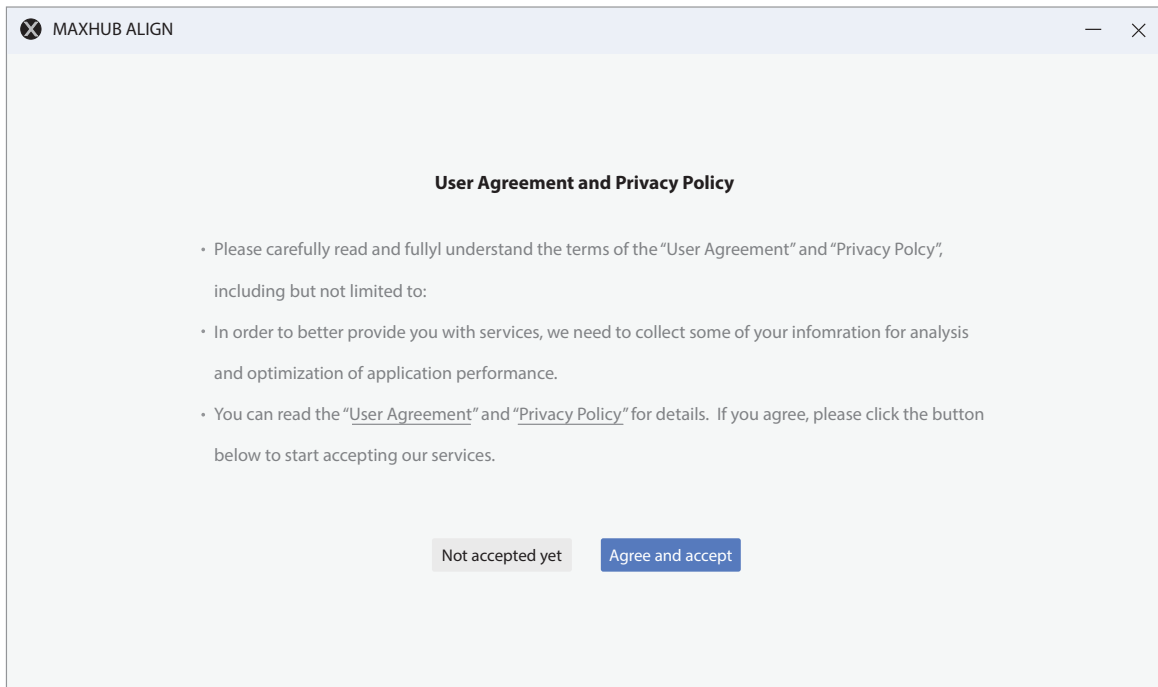 MAXHUB ALIGN
User Agreement and Privacy Policy
• Please carefully read and fullyl understand the terms of the “User Agreement” and “Privacy Polcy”,
including but not limited to:
• In order to better provide you with services, we need to collect some of your infomration for analysis
and optimization of application performance.
• You can read the “User Agreement” and “Privacy Policy” for details. If you agree, please click the button
below to start accepting our services.
Not accepted yet Agree and accept